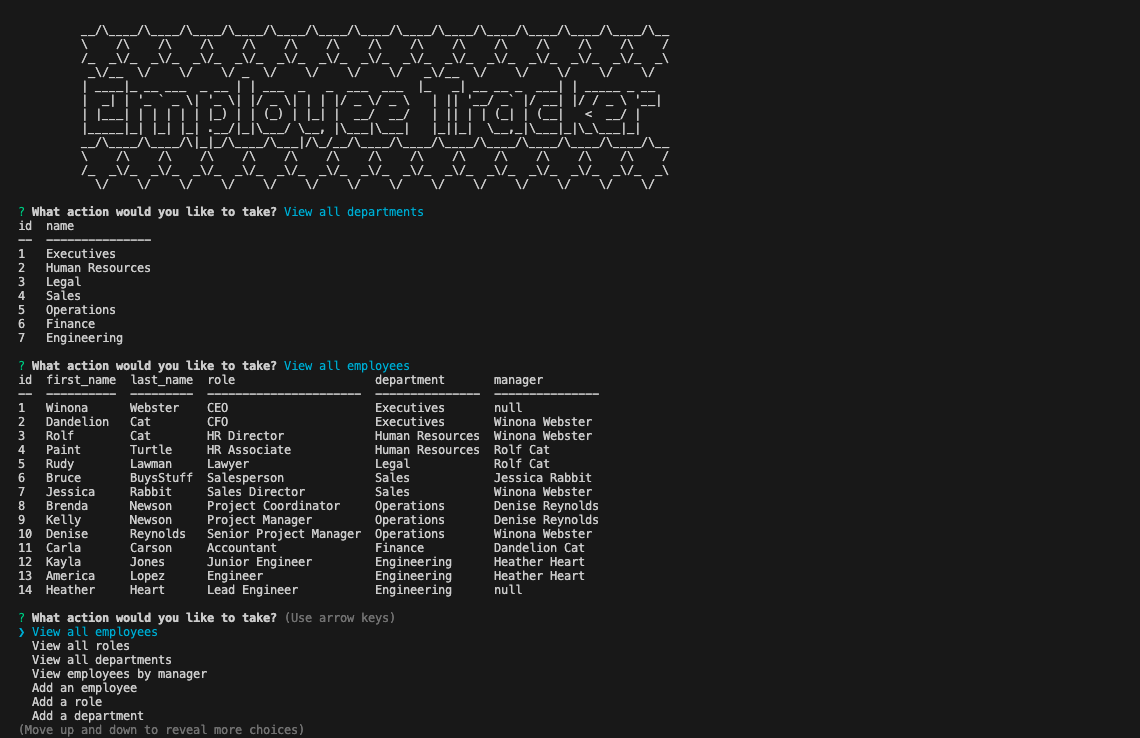 Employee Tracker
? What action would you like to take? View all departments
id  name
--  ---------------
1   Executives
2   Human Resources
3   Legal
4   Sales
5   Operations
6   Finance
7   Engineering
? What action would you like to take? View all employees
id  first_name  last_name  role                    department       manager
--  ----------  ---------  ----------------------  ---------------  ---------------
1   Winona      Webster    CEO                     Executives       null
2   Dandelion   Cat        CFO                     Executives       Winona Webster
3   Rolf        Cat        HR Director             Human Resources  Winona Webster
4   Paint       Turtle     HR Associate            Human Resources  Rolf Cat
5   Rudy        Lawman     Lawyer                  Legal            Rolf Cat
6   Bruce       BuysStuff  Salesperson             Sales            Jessica Rabbit
7   Jessica     Rabbit     Sales Director          Sales            Winona Webster
8   Brenda      Newson     Project Coordinator     Operations       Denise Reynolds
9   Kelly       Newson     Project Manager         Operations       Denise Reynolds
10  Denise      Reynolds   Senior Project Manager  Operations       Winona Webster
11  Carla       Carson     Accountant              Finance          Dandelion Cat
12  Kayla       Jones      Junior Engineer         Engineering      Heather Heart
13  America     Lopez      Engineer                Engineering      Heather Heart
14  Heather     Heart      Lead Engineer           Engineering      null
? What action would you like to take? (Use arrow keys)
❯ View all employees
View all roles
View all departments
View employees by manager
Add an employee
Add a role
Add a department
(Move up and down to reveal more choices)